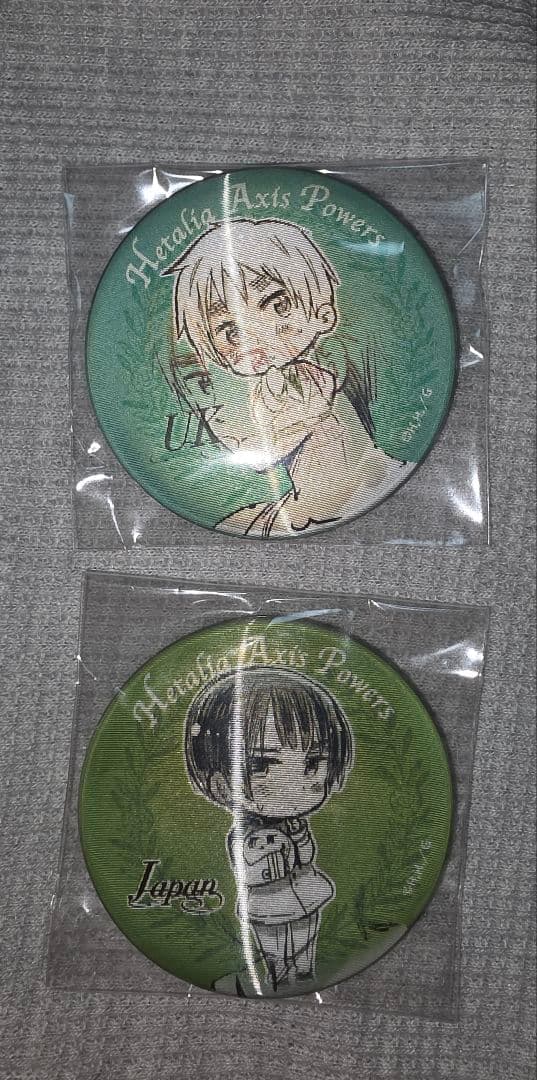 Hetalia Axis Powers
UK
©H.H./G
Hetalia Axis Powers
Japan
©H.H./G